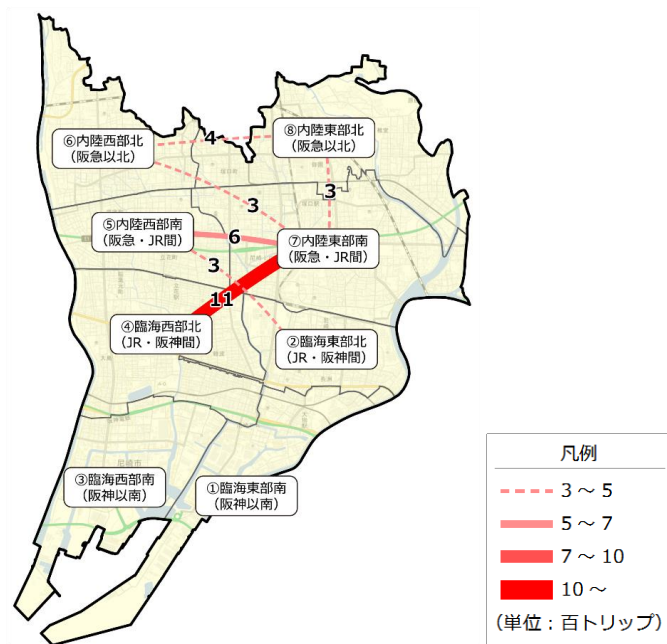 ⑥内陸西部北
(阪急以北)
4
⑧内陸東部北
(阪急以北)
3
3
⑤内陸西部南
(阪急・JR間)
6
⑦内陸東部南
(阪急・JR間)
3
11
④臨海西部北
(JR・阪神間)
②臨海東部北
(JR・阪神間)
尼崎市
③臨海西部南
(阪神以南)
①臨海東部南
(阪神以南)
凡例
3 ~ 5
5 ~ 7
7 ~ 10
10 ~
(単位:百トリップ)